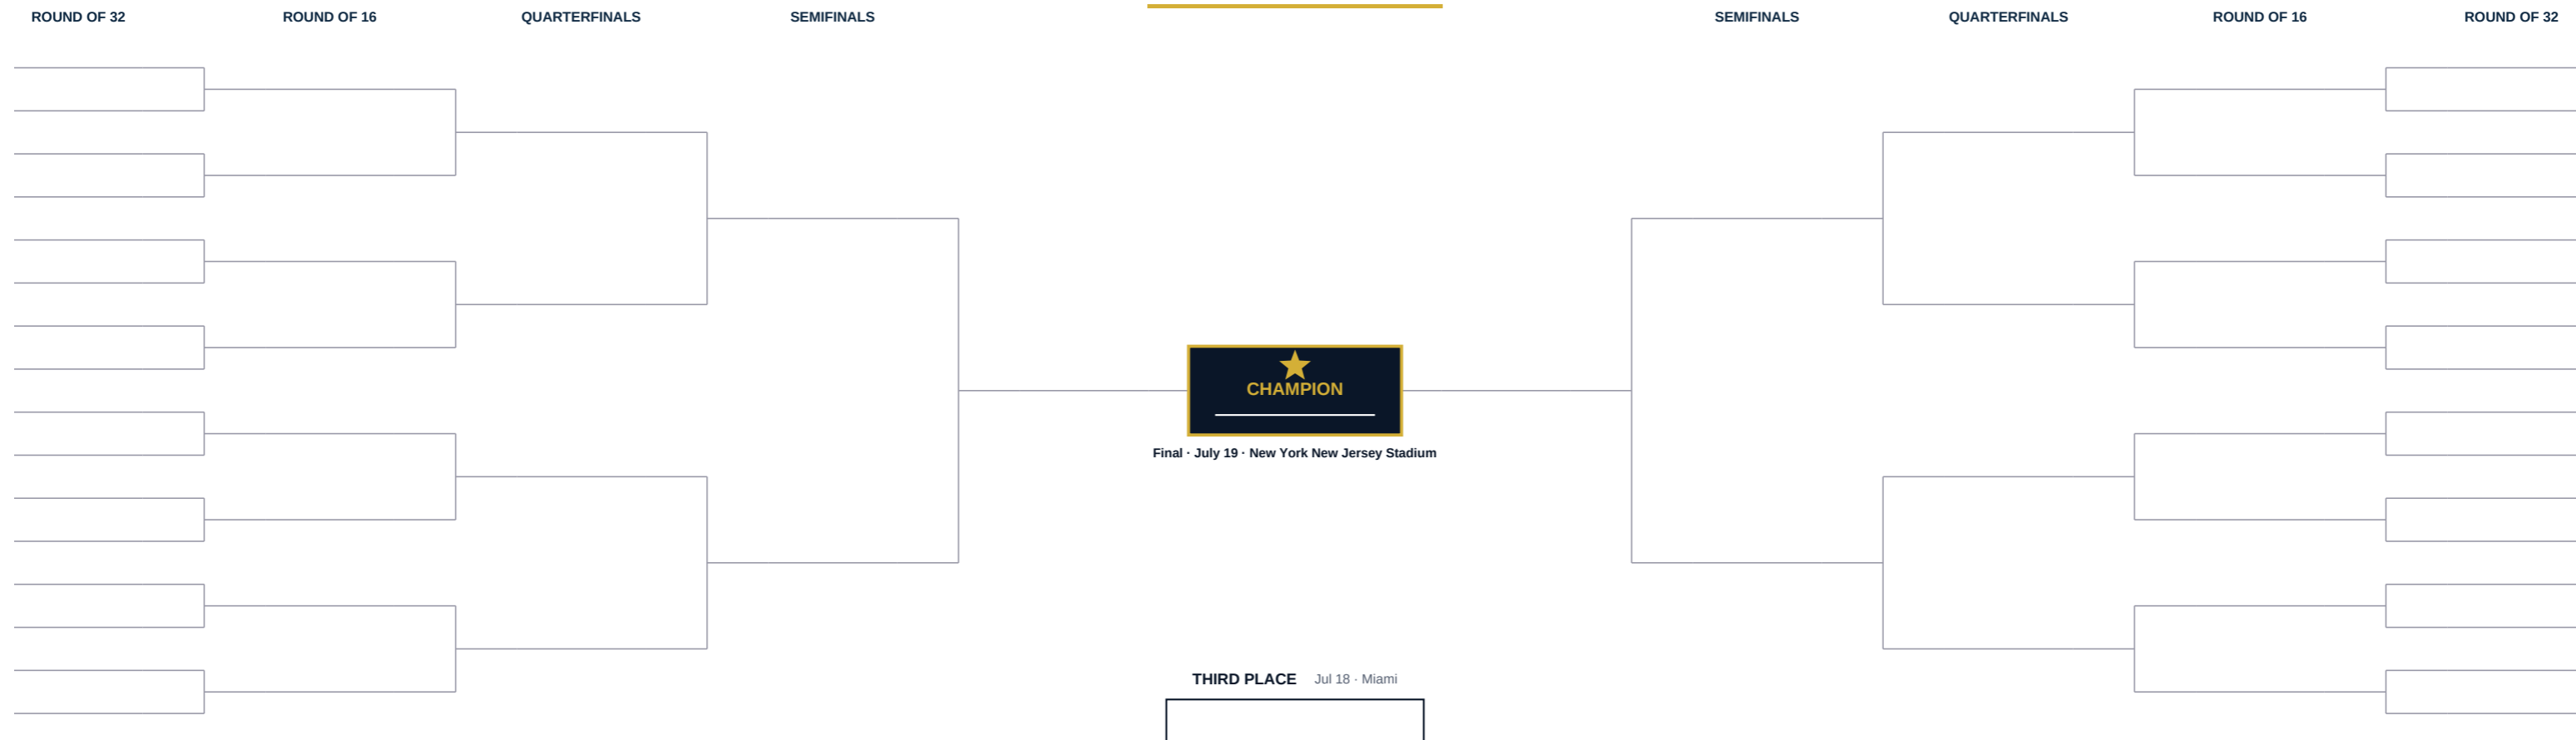 ROUND OF 32
ROUND OF 16
QUARTERFINALS
SEMIFINALS
SEMIFINALS
QUARTERFINALS
ROUND OF 16
ROUND OF 32
CHAMPION
Final · July 19 · New York New Jersey Stadium
THIRD PLACE Jul 18 · Miami